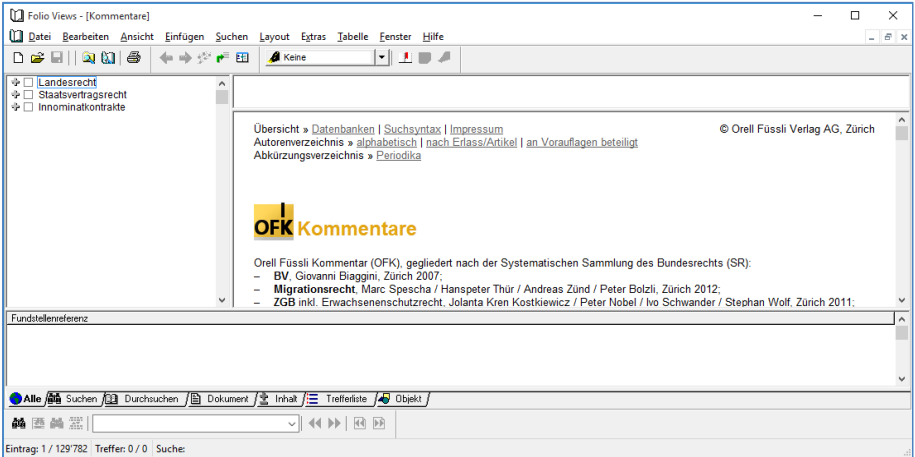 Folio Views - [Kommentare]
Datei Bearbeiten Ansicht Einfügen Suchen Layout Extras Tabelle Fenster Hilfe
Keine
Landesrecht
Staatsvertragsrecht
Innominatkontrakte
Übersicht » Datenbanken | Suchsyntax | Impressum © Orell Füssli Verlag AG, Zürich
Autorenverzeichnis » alphabetisch | nach Erlass/Artikel | an Vorauflagen beteiligt
Abkürzungsverzeichnis » Periodika
OFK Kommentare
Orell Füssli Kommentar (OFK), gegliedert nach der Systematischen Sammlung des Bundesrechts (SR):
– BV, Giovanni Biaggini, Zürich 2007;
– Migrationsrecht, Marc Spescha / Hanspeter Thür / Andreas Zünd / Peter Bolzli, Zürich 2012;
– ZGB inkl. Erwachsenenschutzrecht, Jolanta Kren Kostkiewicz / Peter Nobel / Ivo Schwander / Stephan Wolf, Zürich 2011;
Fundstellenreferenz
Alle Suchen Durchsuchen Dokument Inhalt Trefferliste Objekt
Eintrag: 1 / 129'782 Treffer: 0 / 0 Suche: